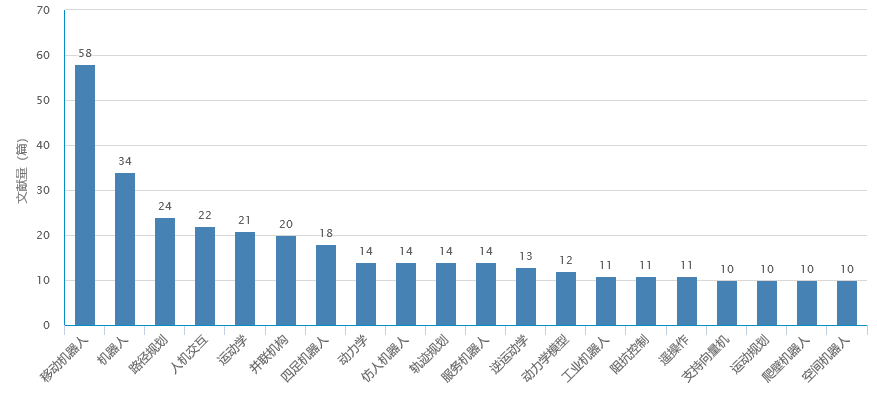 70
60
50
40
30
20
10
0
文献量（篇）
58
34
24
22
21
20
18
14
14
14
14
13
12
11
11
11
10
10
10
10
移动机器人
机器人
路径规划
人机交互
运动学
并联机构
四足机器人
动力学
仿人机器人
轨迹规划
服务机器人
逆运动学
动力学模型
工业机器人
阻抗控制
遥操作
支持向量机
运动规划
爬壁机器人
空间机器人